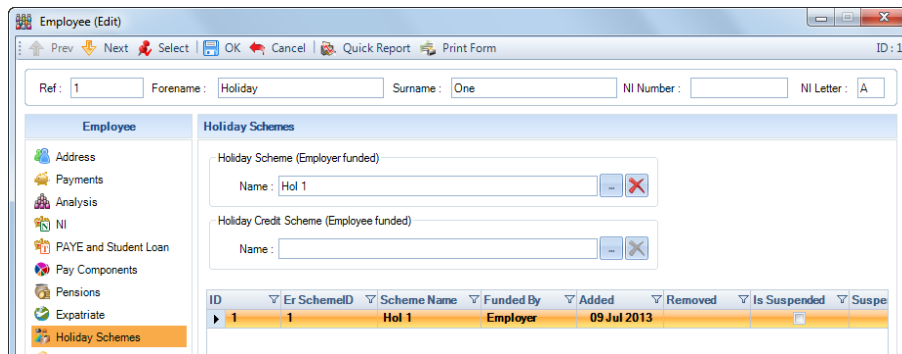 Employee (Edit)
Prev Next Select OK Cancel Quick Report Print Form ID : 1
Ref : 1 Forename : Holiday Surname : One NI Number : NI Letter : A
Employee Holiday Schemes
Address
Payments
Analysis
NI
PAYE and Student Loan
Pay Components
Pensions
Expatriate
Holiday Schemes
Holiday Scheme (Employer funded)
Name : Hol 1 ...
Holiday Credit Scheme (Employee funded)
Name : ...
ID Er SchemeID Scheme Name Funded By Added Removed Is Suspended Suspe
1 1 Hol 1 Employer 09 Jul 2013